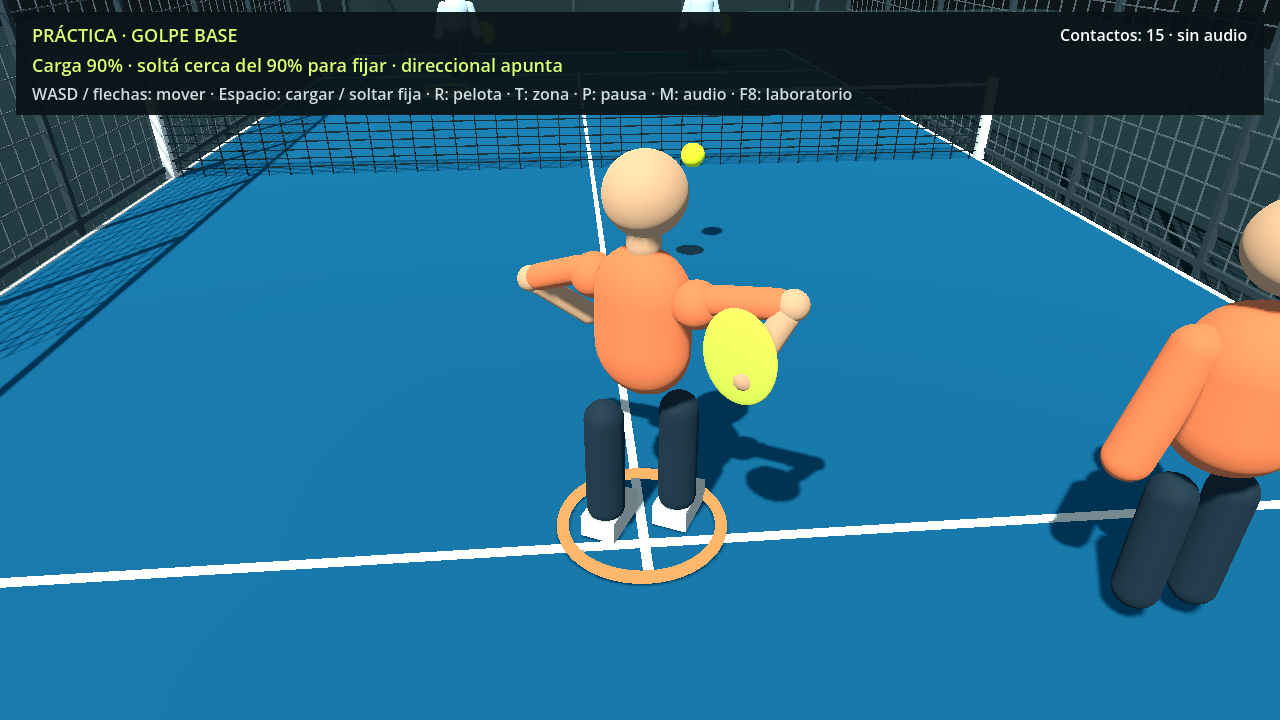 PRÁCTICA · GOLPE BASE
Contactos: 15 · sin audio
Carga 90% · soltá cerca del 90% para fijar · direccional apunta
WASD / flechas: mover · Espacio: cargar / soltar fija · R: pelota · T: zona · P: pausa · M: audio · F8: laboratorio